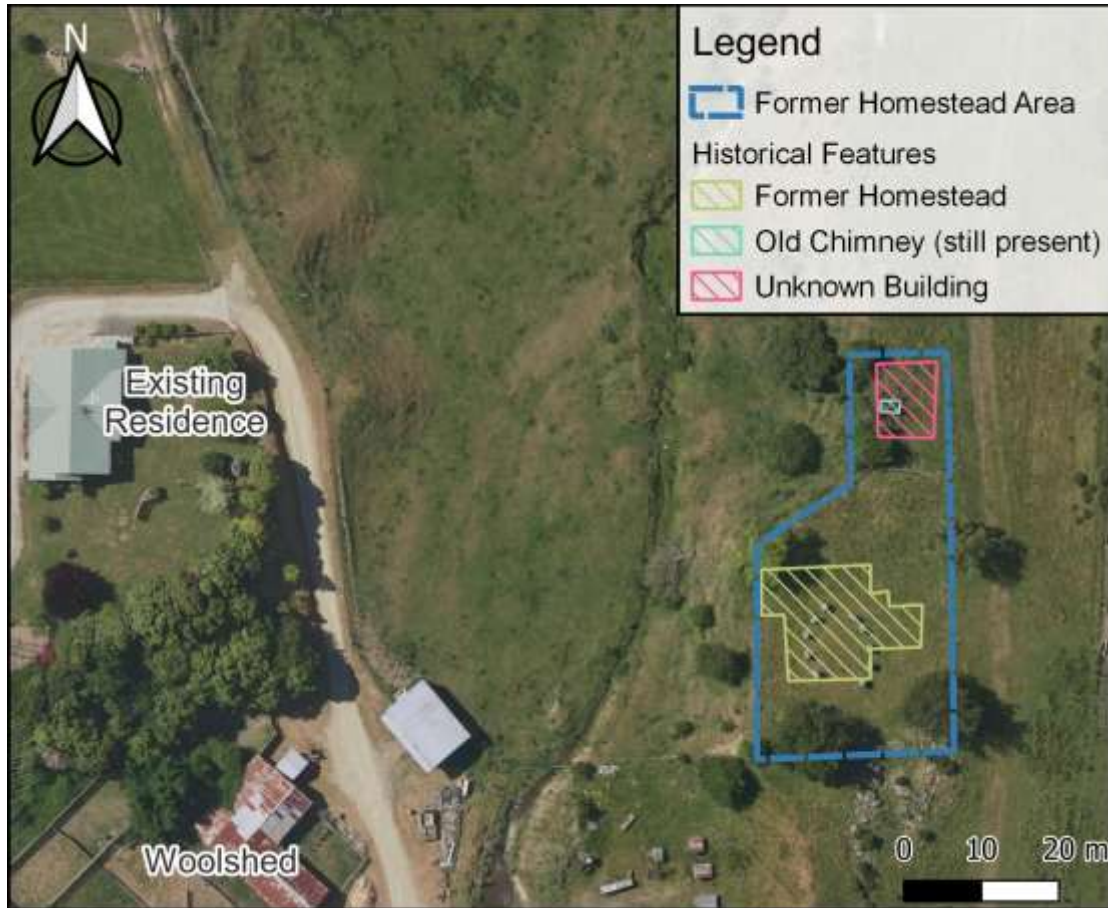 N
Legend
Former Homestead Area
Historical Features
Former Homestead
Old Chimney (still present)
Unknown Building
Existing
Residence
Woolshed
0 10 20 m